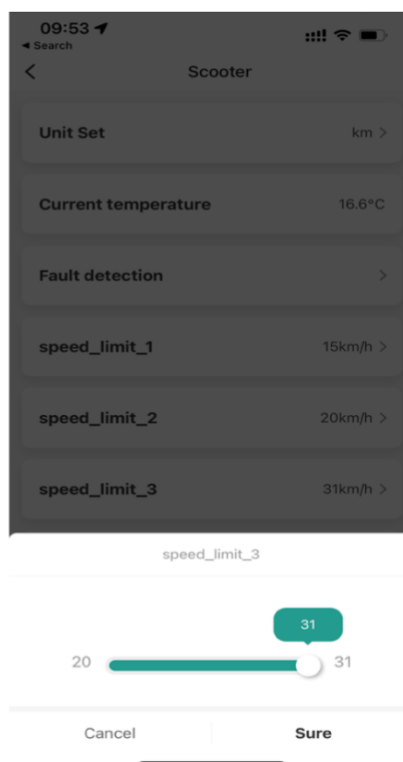 09:53
◄ Search
Scooter
Unit Set km >
Current temperature 16.6°C
Fault detection >
speed_limit_1 15km/h >
speed_limit_2 20km/h >
speed_limit_3 31km/h >
speed_limit_3
31
20 31
Cancel Sure